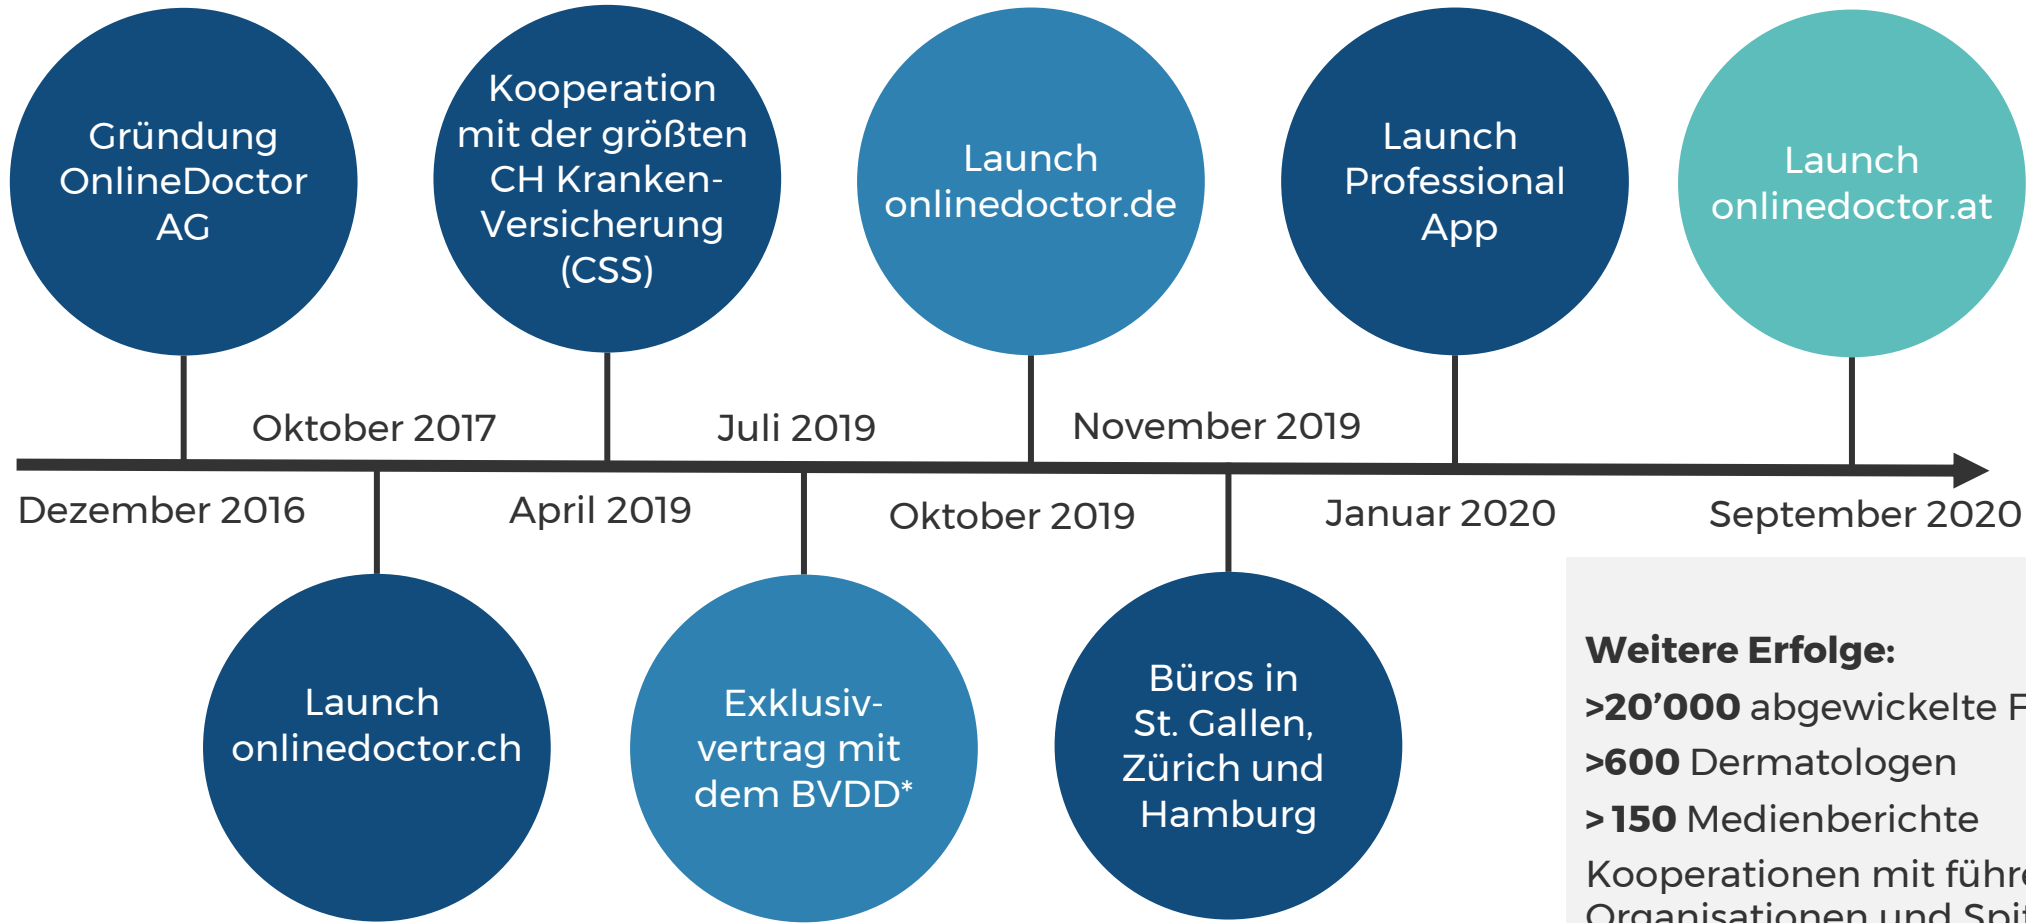 Gründung
OnlineDoctor
AG
Kooperation
mit der größten
CH Kranken-
Versicherung
(CSS)
Launch
onlinedoctor.de
Launch
Professional
App
Launch
onlinedoctor.at
Oktober 2017
Juli 2019
November 2019
Dezember 2016
April 2019
Oktober 2019
Januar 2020
September 2020
Launch
onlinedoctor.ch
Exklusiv-
vertrag mit
dem BVDD*
Büros in
St. Gallen,
Zürich und
Hamburg
Weitere Erfolge:
>20’000 abgewickelte
>600 Dermatologen
> 150 Medienberichte
Kooperationen mit
Organisationen und